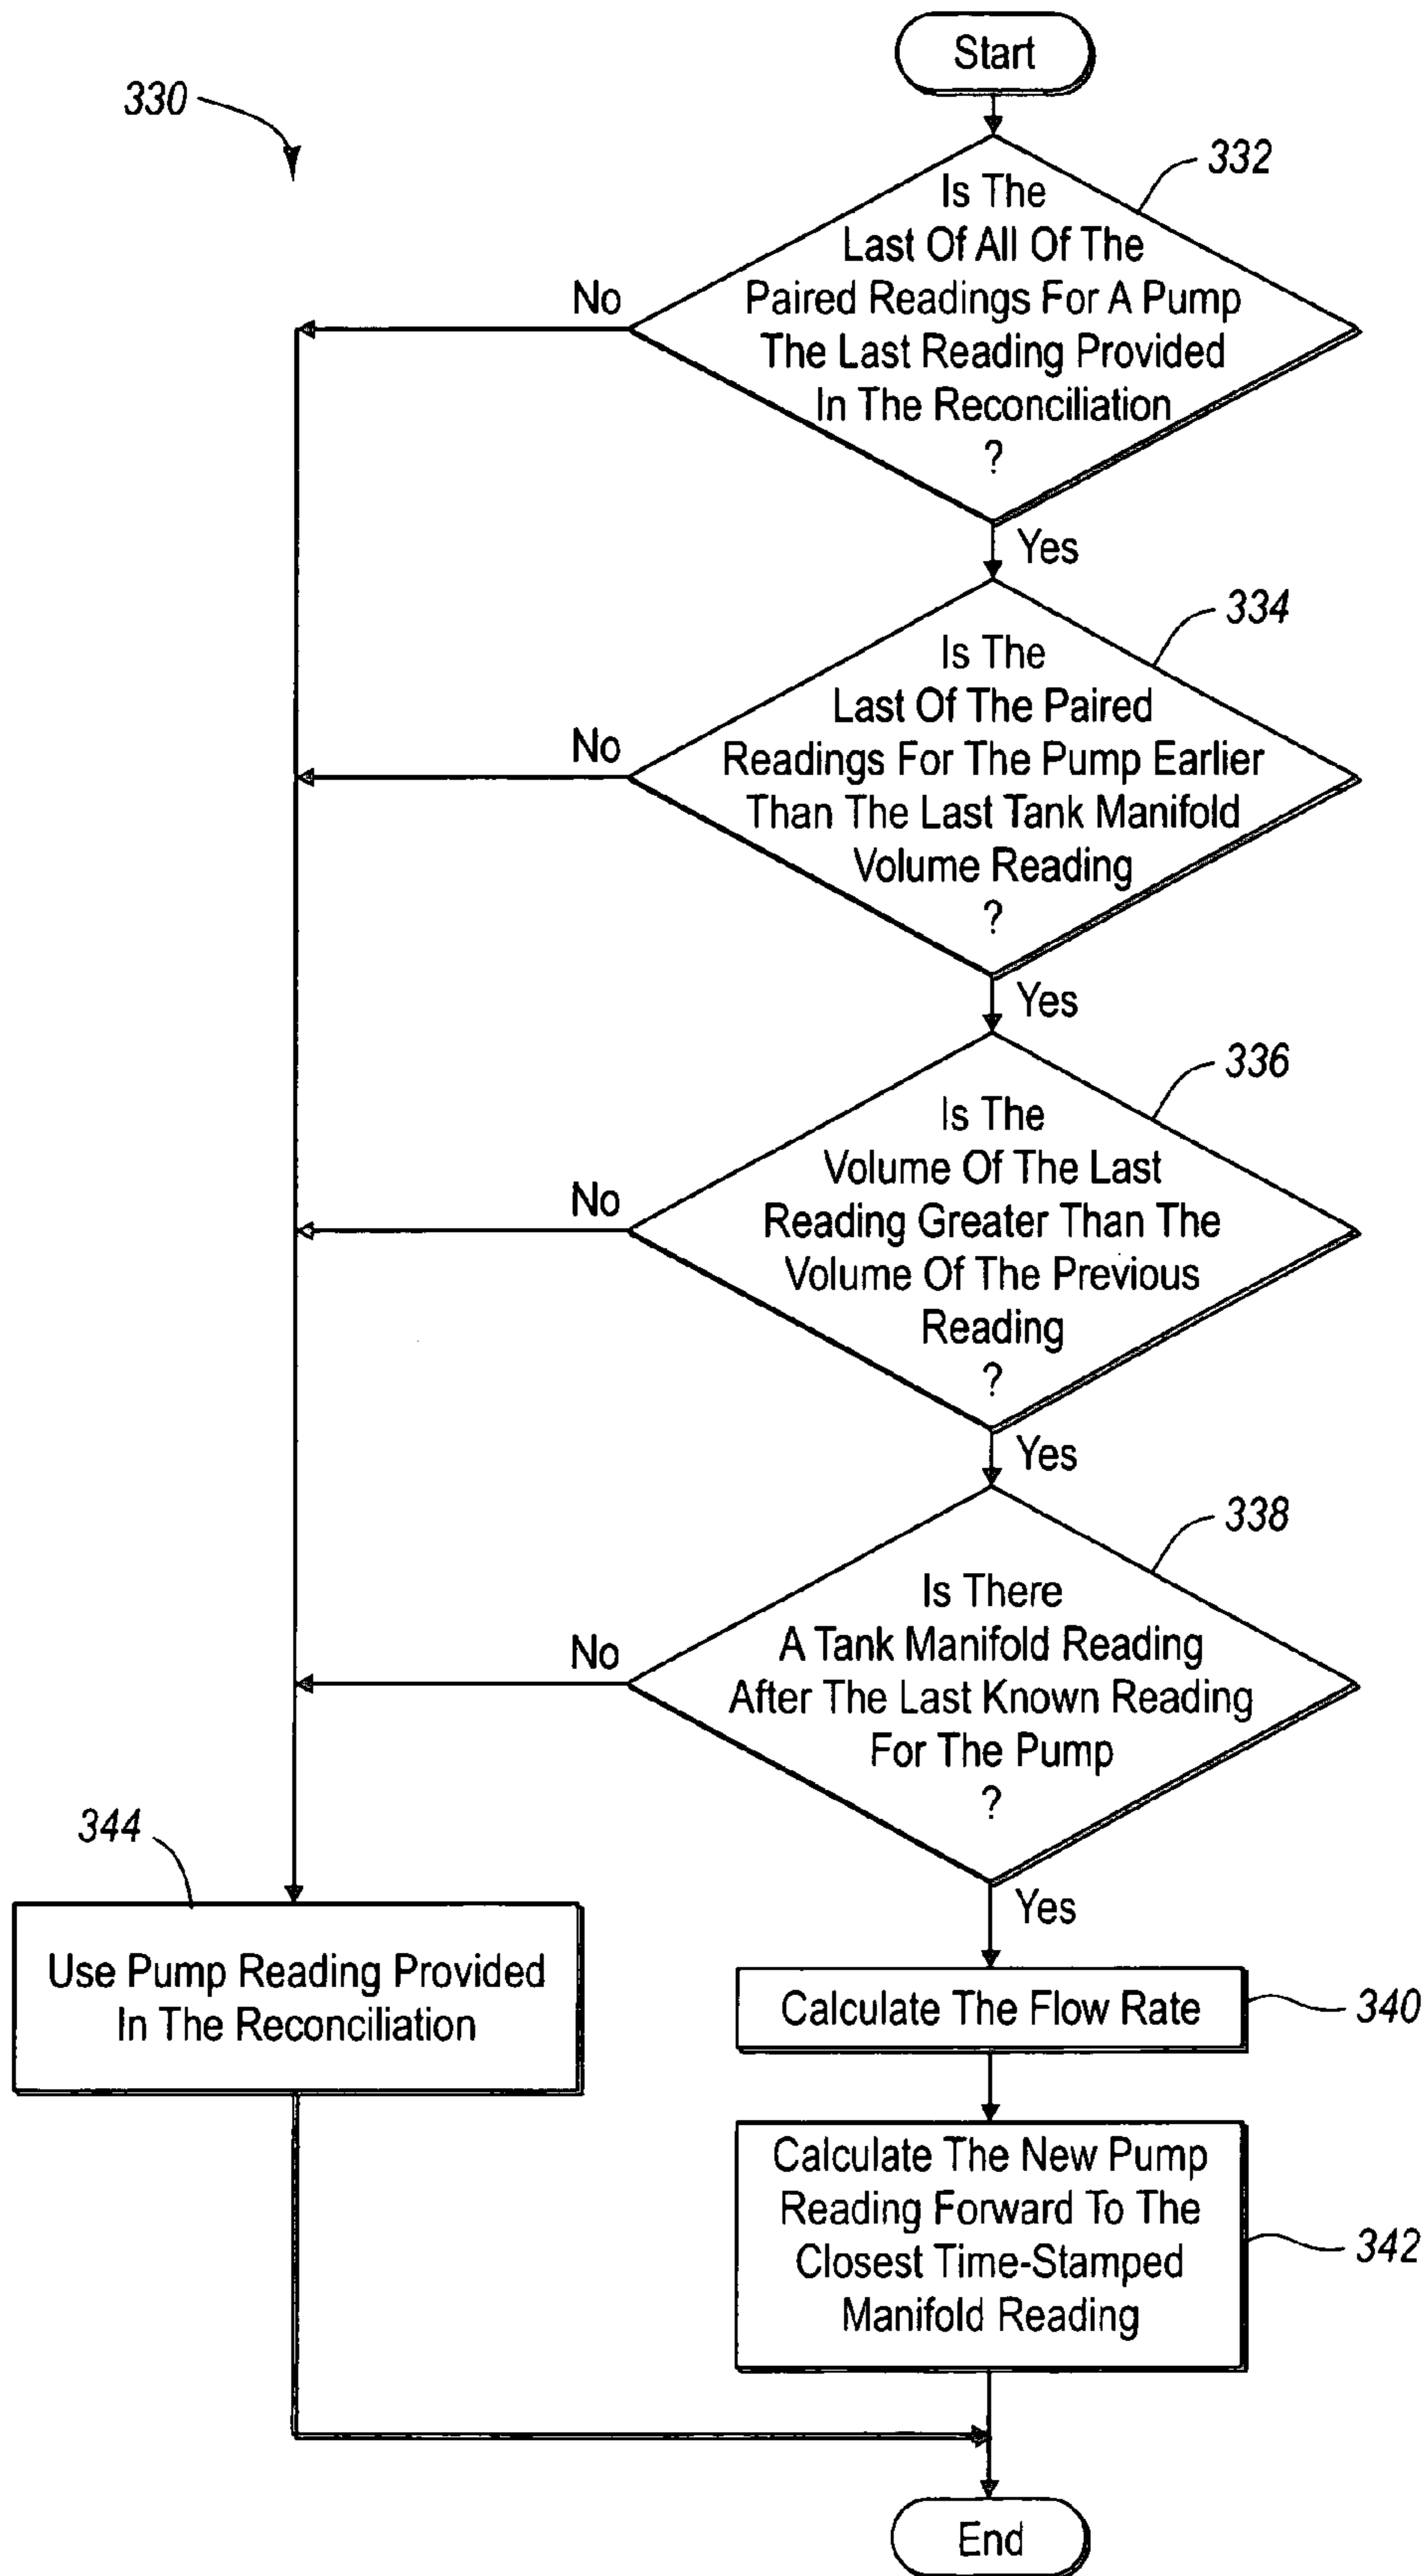 Start
330
332
Is The
Last Of All Of The
Paired Readings For A Pump
The Last Reading Provided
In The Reconciliation
?
No
Yes
334
Is The
Last Of The Paired
Readings For The Pump Earlier
Than The Last Tank Manifold
Volume Reading
?
No
Yes
336
Is The
Volume Of The Last
Reading Greater Than The
Volume Of The Previous
Reading
?
No
Yes
338
Is There
A Tank Manifold Reading
After The Last Known Reading
For The Pump
?
No
Yes
344
Use Pump Reading Provided
In The Reconciliation
Calculate The Flow Rate
340
Calculate The New Pump
Reading Forward To The
Closest Time-Stamped
Manifold Reading
342
End